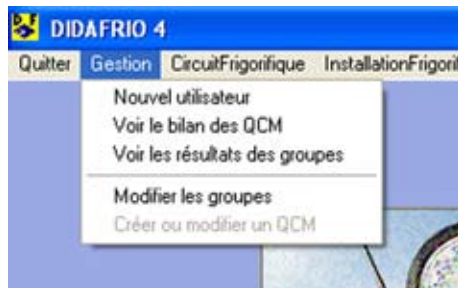 DIDAFRIO 4
Quitter Gestion CircuitFrigorifique InstallationFrigorif
Nouvel utilisateur
Voir le bilan des QCM
Voir les résultats des groupes
Modifier les groupes
Créer ou modifier un QCM